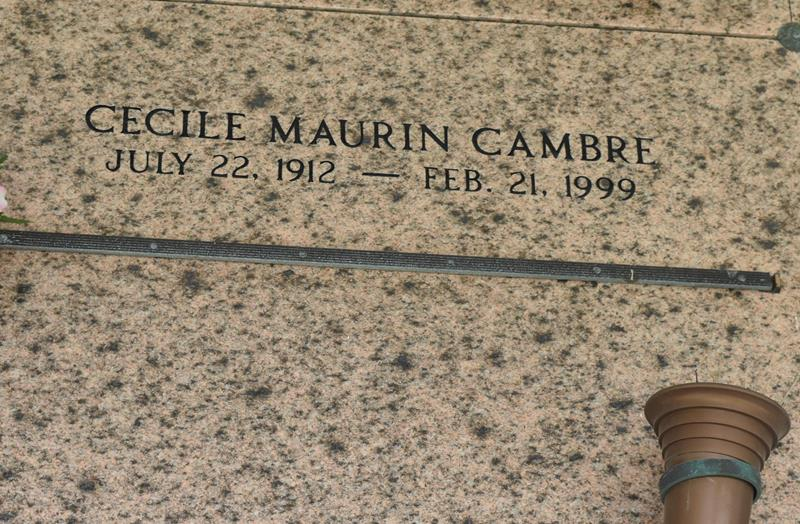 CECILE MAURIN CAMBRE
JULY 22, 1912 — FEB. 21, 1999